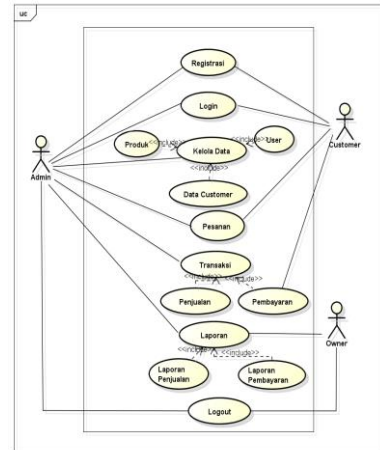 uc
Registrasi
Login
Produk
<<include>>
Kelola Data
<<include>>
User
<<include>>
Admin
Customer
Data Customer
Pesanan
Transaksi
<<include>>
<<include>>
Penjualan
Pembayaran
Laporan
Owner
<<include>>
<<include>>
Laporan
Penjualan
Laporan
Pembayaran
Logout